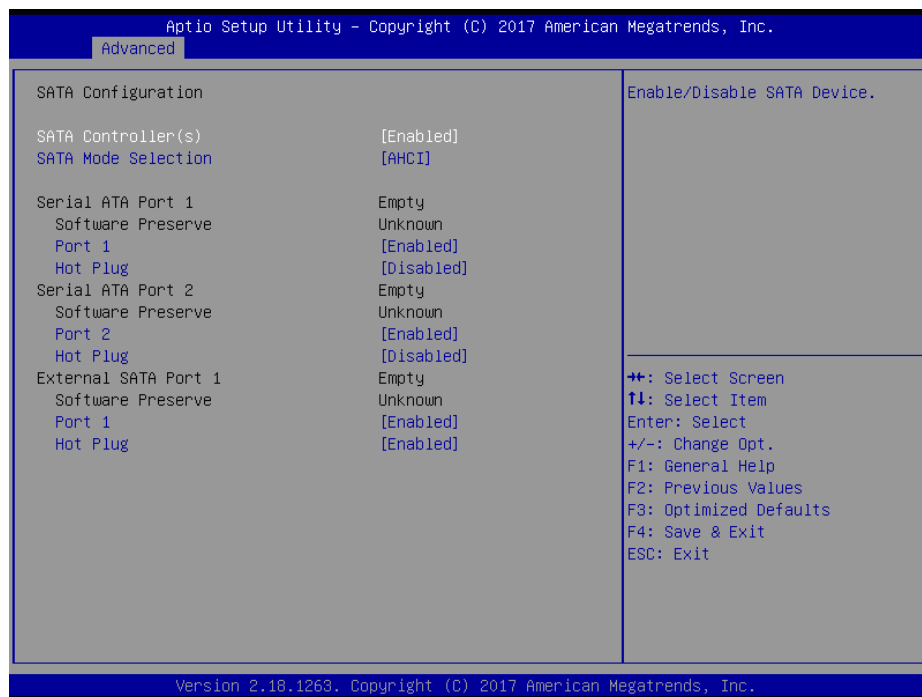 Aptio Setup Utility – Copyright (C) 2017 American Megatrends, Inc.
Advanced
SATA Configuration
SATA Controller(s) [Enabled]
SATA Mode Selection [AHCI]
Serial ATA Port 1 Empty
Software Preserve Unknown
Port 1 [Enabled]
Hot Plug [Disabled]
Serial ATA Port 2 Empty
Software Preserve Unknown
Port 2 [Enabled]
Hot Plug [Disabled]
External SATA Port 1 Empty
Software Preserve Unknown
Port 1 [Enabled]
Hot Plug [Enabled]
Enable/Disable SATA Device.
→←: Select Screen
↑↓: Select Item
Enter: Select
+/-: Change Opt.
F1: General Help
F2: Previous Values
F3: Optimized Defaults
F4: Save & Exit
ESC: Exit
Version 2.18.1263. Copyright (C) 2017 American Megatrends, Inc.